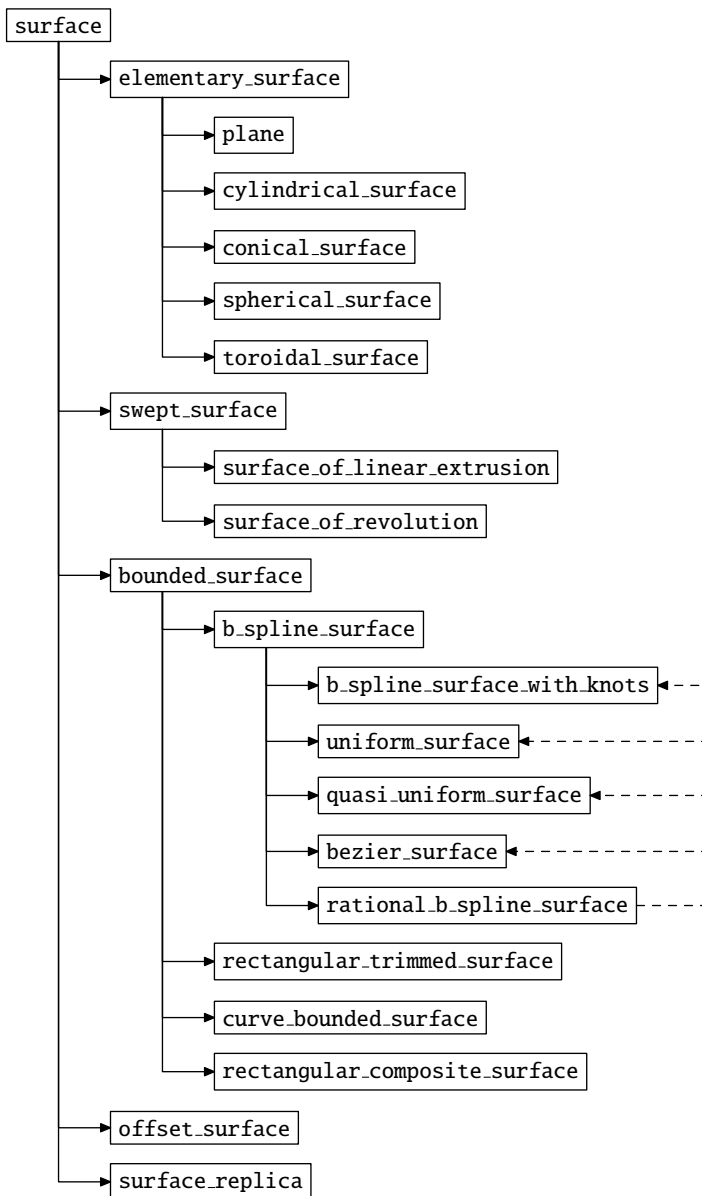 surface
elementary_surface
plane
cylindrical_surface
conical_surface
spherical_surface
toroidal_surface
swept_surface
surface_of_linear_extrusion
surface_of_revolution
bounded_surface
b_spline_surface
b_spline_surface_with_knots
uniform_surface
quasi_uniform_surface
bezier_surface
rational_b_spline_surface
rectangular_trimmed_surface
curve_bounded_surface
rectangular_composite_surface
offset_surface
surface_replica